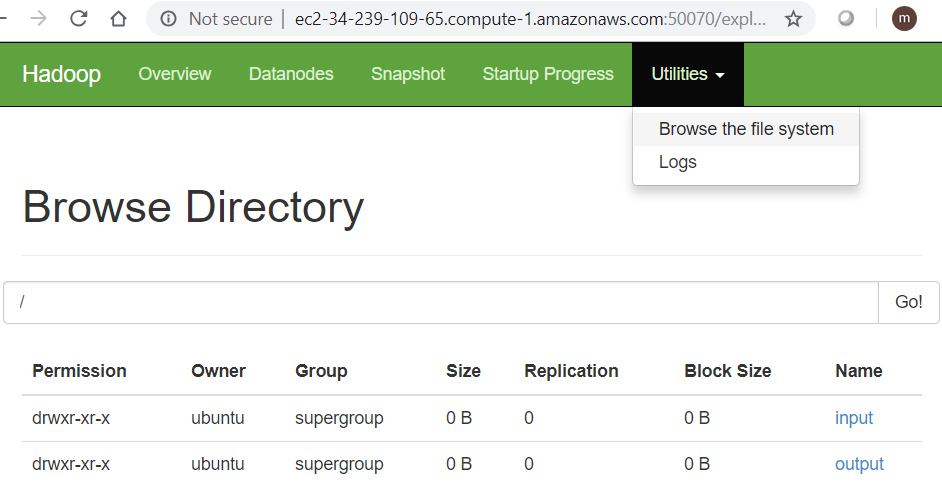 Not secure ec2-34-239-109-65.compute-1.amazonaws.com:50070/expl... m
Hadoop Overview Datanodes Snapshot Startup Progress Utilities
Browse the file system
Logs
Browse Directory
/ Go!
Permission Owner Group Size Replication Block Size Name
drwxr-xr-x ubuntu supergroup 0 B 0 0 B input
drwxr-xr-x ubuntu supergroup 0 B 0 0 B output